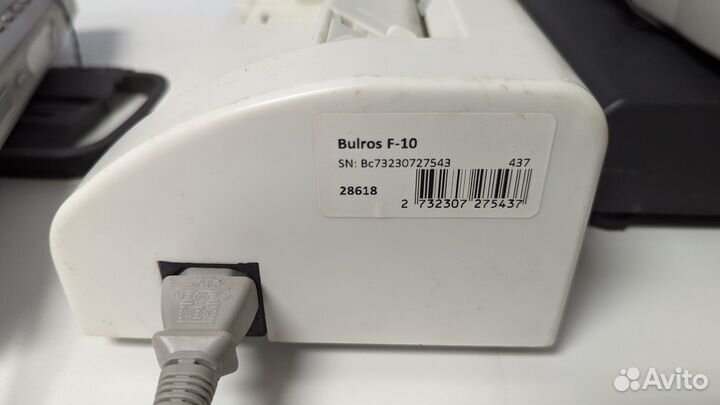 Bulros F-10
SN: Bc73230727543 437
28618
2 732307 275437
Avito